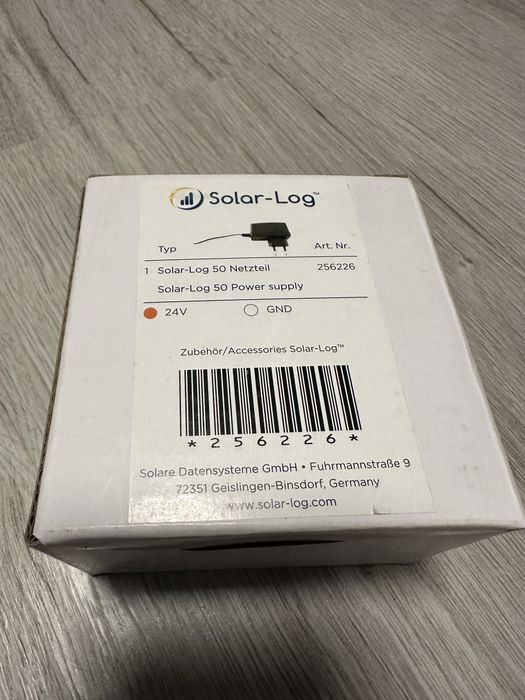 Solar-Log™
Typ Art. Nr.
1 Solar-Log 50 Netzteil 256226
Solar-Log 50 Power supply
24V GND
Zubehör/Accessories Solar-Log™
*256226*
Solare Datensysteme GmbH • Fuhrmannstraße 9
72351 Geislingen-Binsdorf, Germany
www.solar-log.com